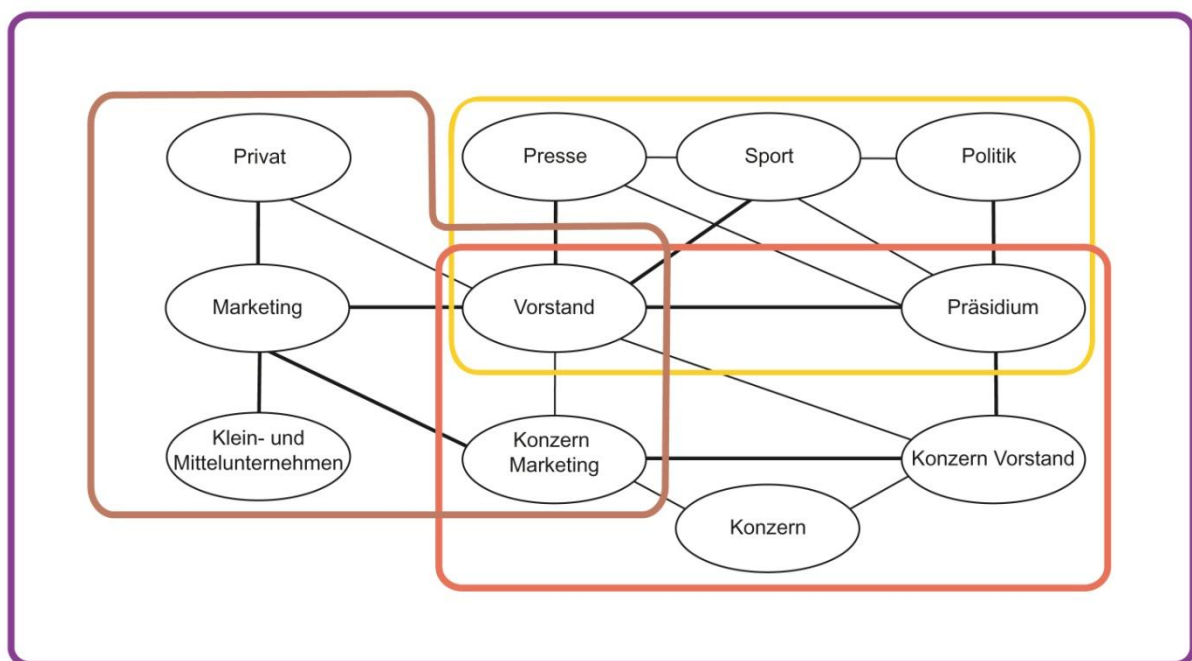 Privat
Presse
Sport
Politik
Marketing
Vorstand
Präsidium
Klein- und
Mittelunternehmen
Konzern
Marketing
Konzern Vorstand
Konzern